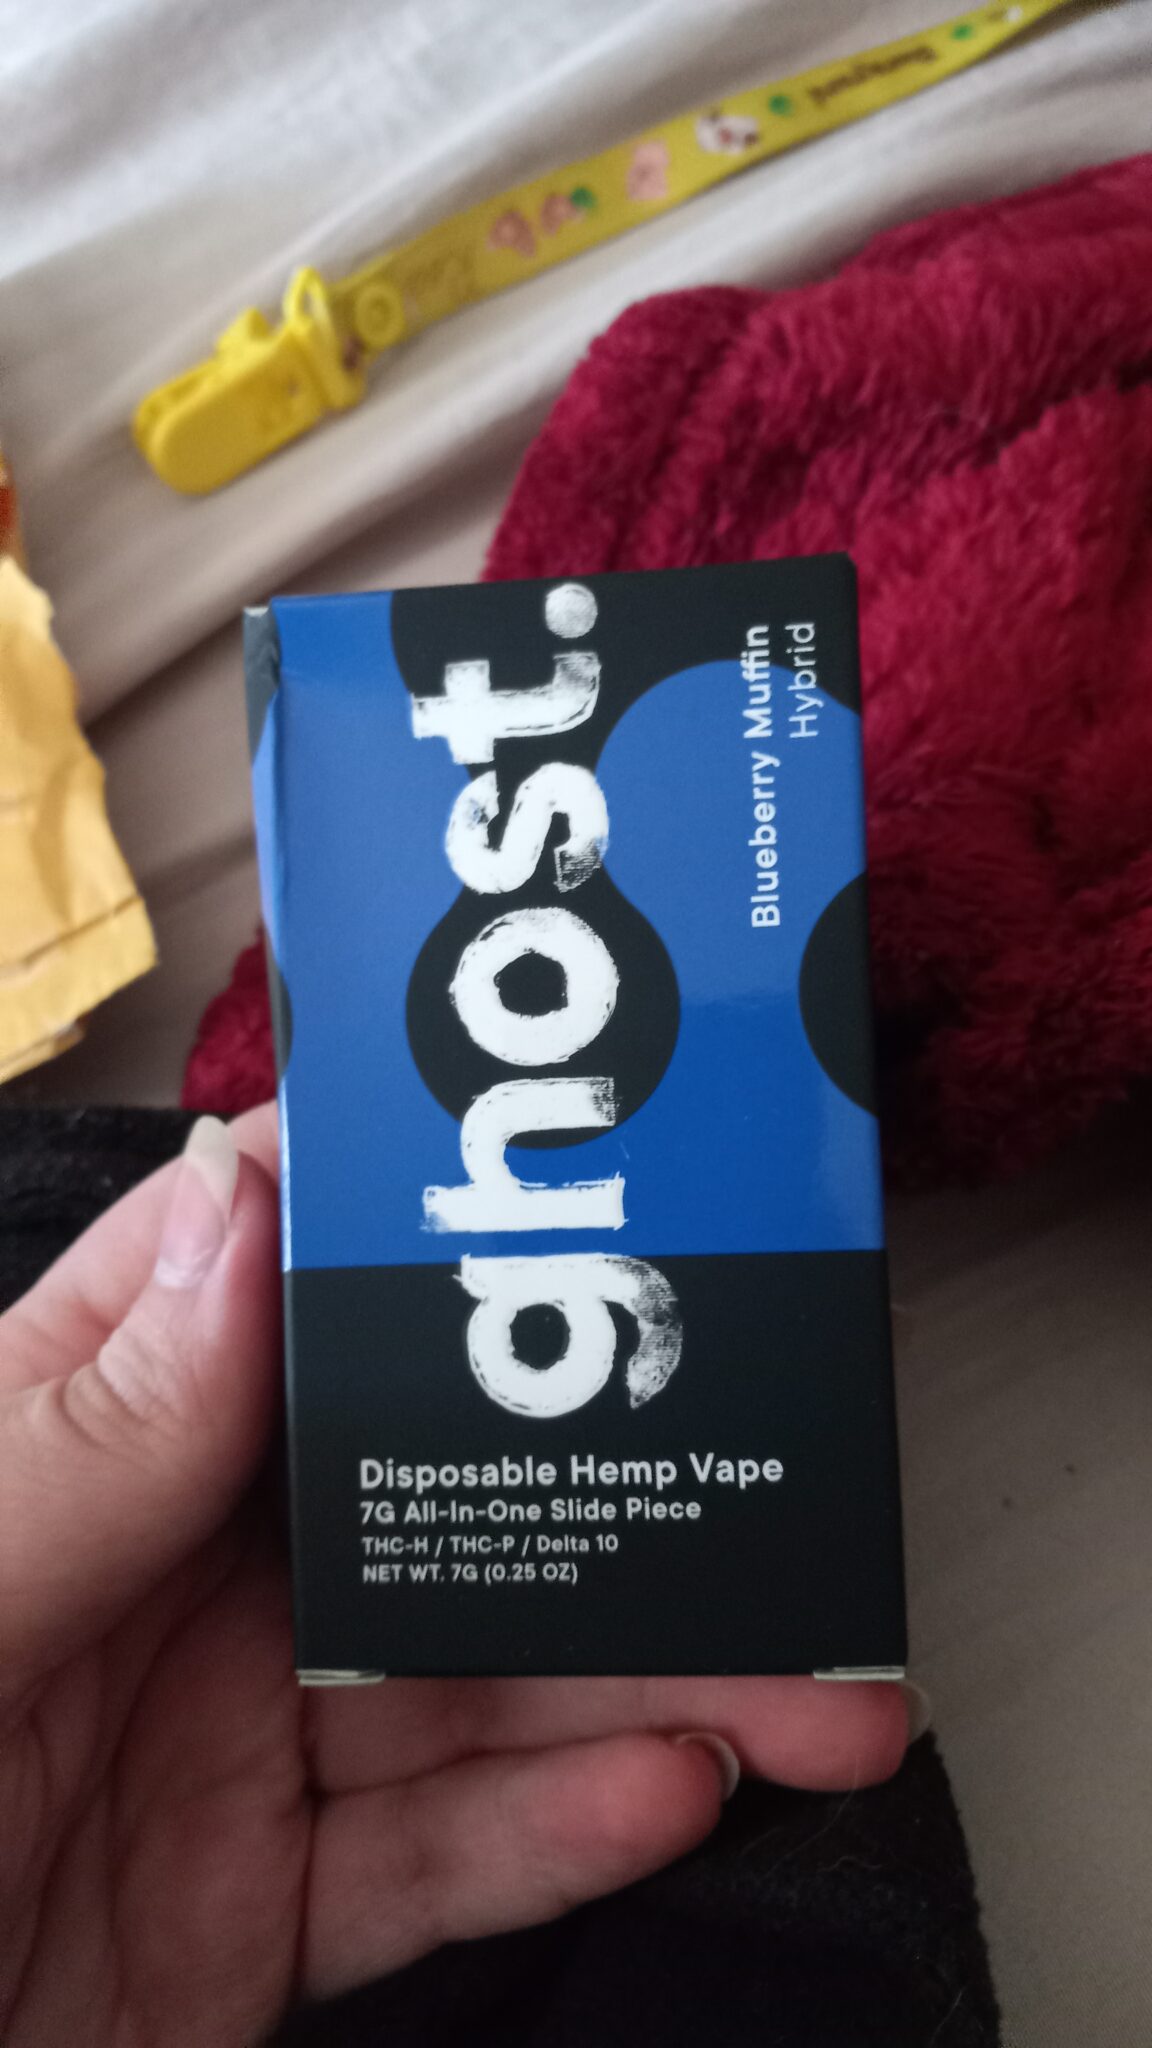 ghost.
Blueberry Muffin
Hybrid
Disposable Hemp Vape
7G All-In-One Slide Piece
THC-H / THC-P / Delta 10
NET WT. 7G (0.25 OZ)